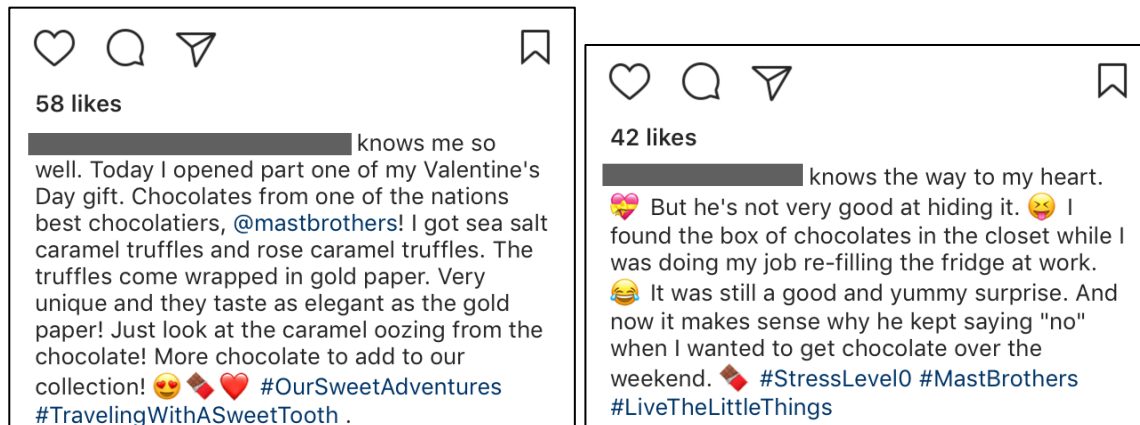 58 likes
knows me so
well. Today I opened part one of my Valentine's
Day gift. Chocolates from one of the nations
best chocolatiers, @mastbrothers! I got sea salt
caramel truffles and rose caramel truffles. The
truffles come wrapped in gold paper. Very
unique and they taste as elegant as the gold
paper! Just look at the caramel oozing from the
chocolate! More chocolate to add to our
collection! 😍🍫❤️ #OurSweetAdventures
#TravelingWithASweetTooth .
42 likes
knows the way to my heart.
💝 But he's not very good at hiding it. 😝 I
found the box of chocolates in the closet while I
was doing my job re-filling the fridge at work.
😂 It was still a good and yummy surprise. And
now it makes sense why he kept saying "no"
when I wanted to get chocolate over the
weekend. 🍫 #StressLevel0 #MastBrothers
#LiveTheLittleThings